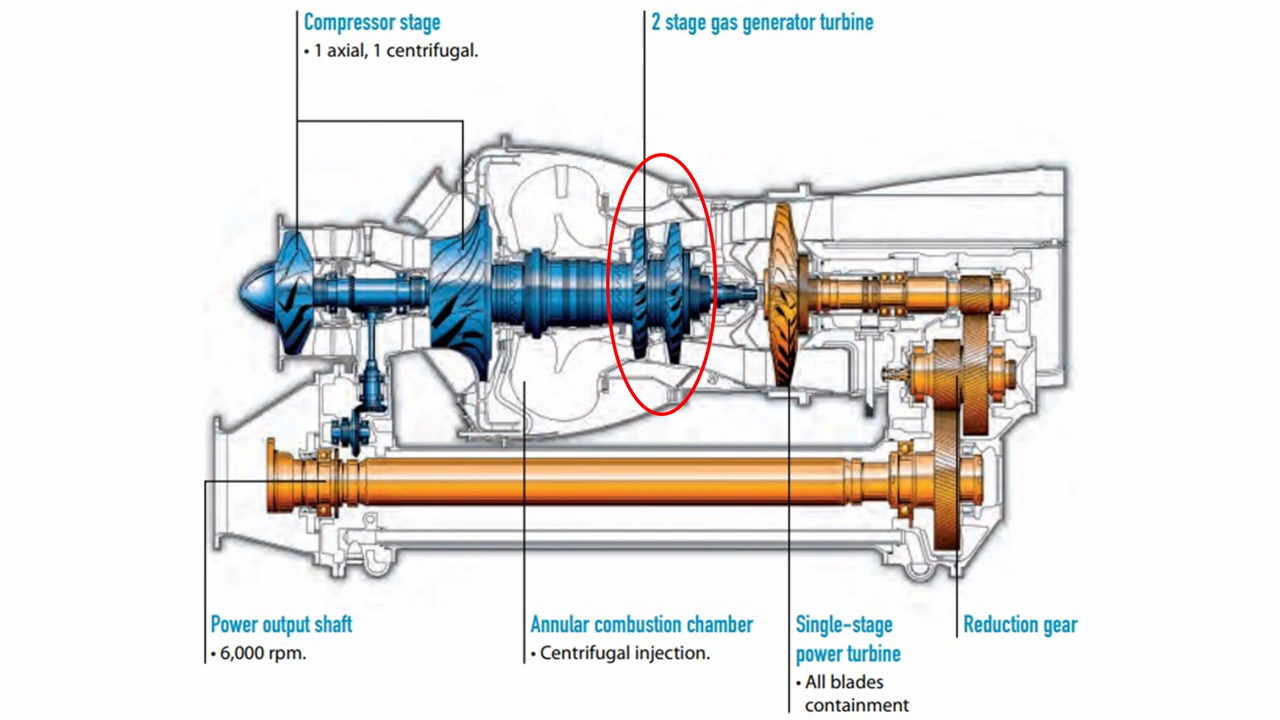 Compressor stage
• 1 axial, 1 centrifugal.
2 stage gas generator turbine
Power output shaft
• 6,000 rpm.
Annular combustion chamber
• Centrifugal injection.
Single-stage
power turbine
• All blades
containment
Reduction gear